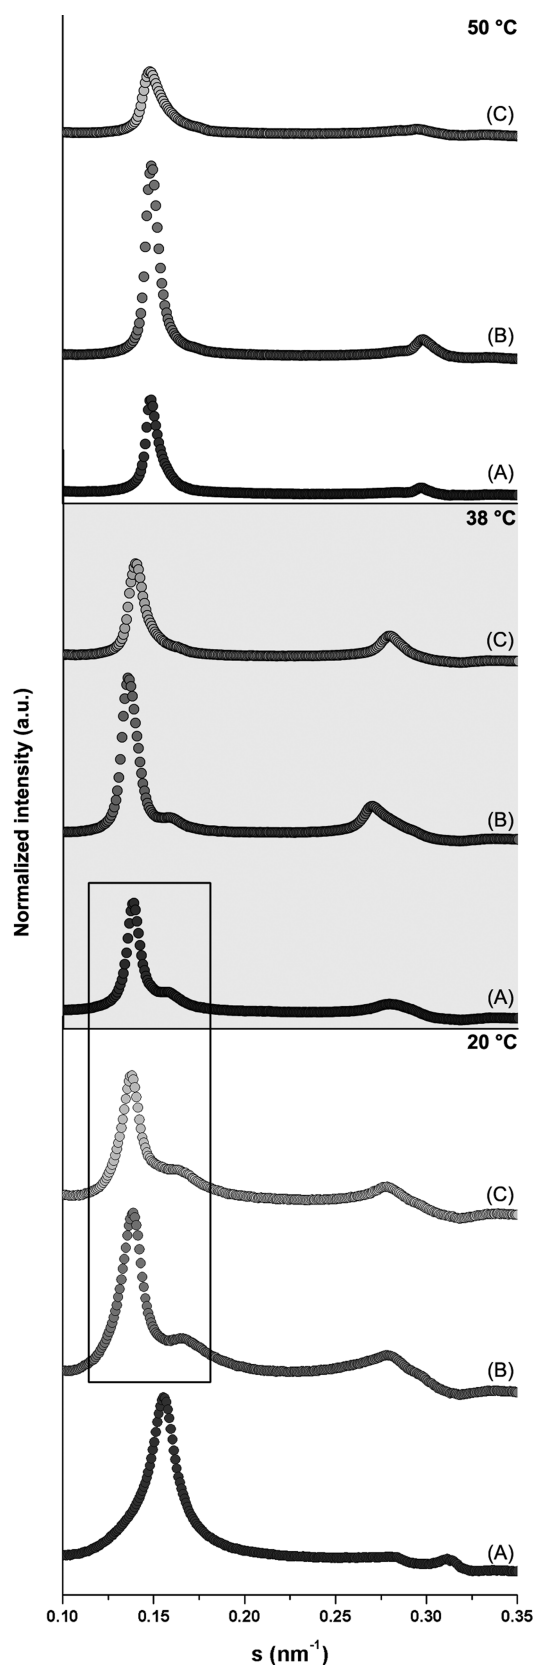 50 °C
(C)
(B)
(A)
38 °C
(C)
(B)
(A)
20 °C
(C)
(B)
(A)
Normalized intensity (a.u.)
0.10 0.15 0.20 0.25 0.30 0.35
s (nm⁻¹)